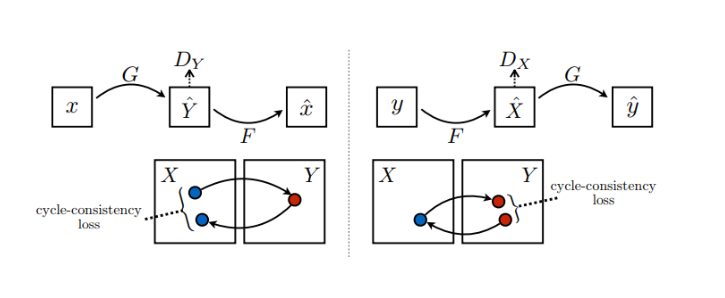 x
G
D_Y
Ŷ
F
x̂
X
Y
cycle-consistency
loss
y
F
D_X
X̂
G
ŷ
X
Y
cycle-consistency
loss